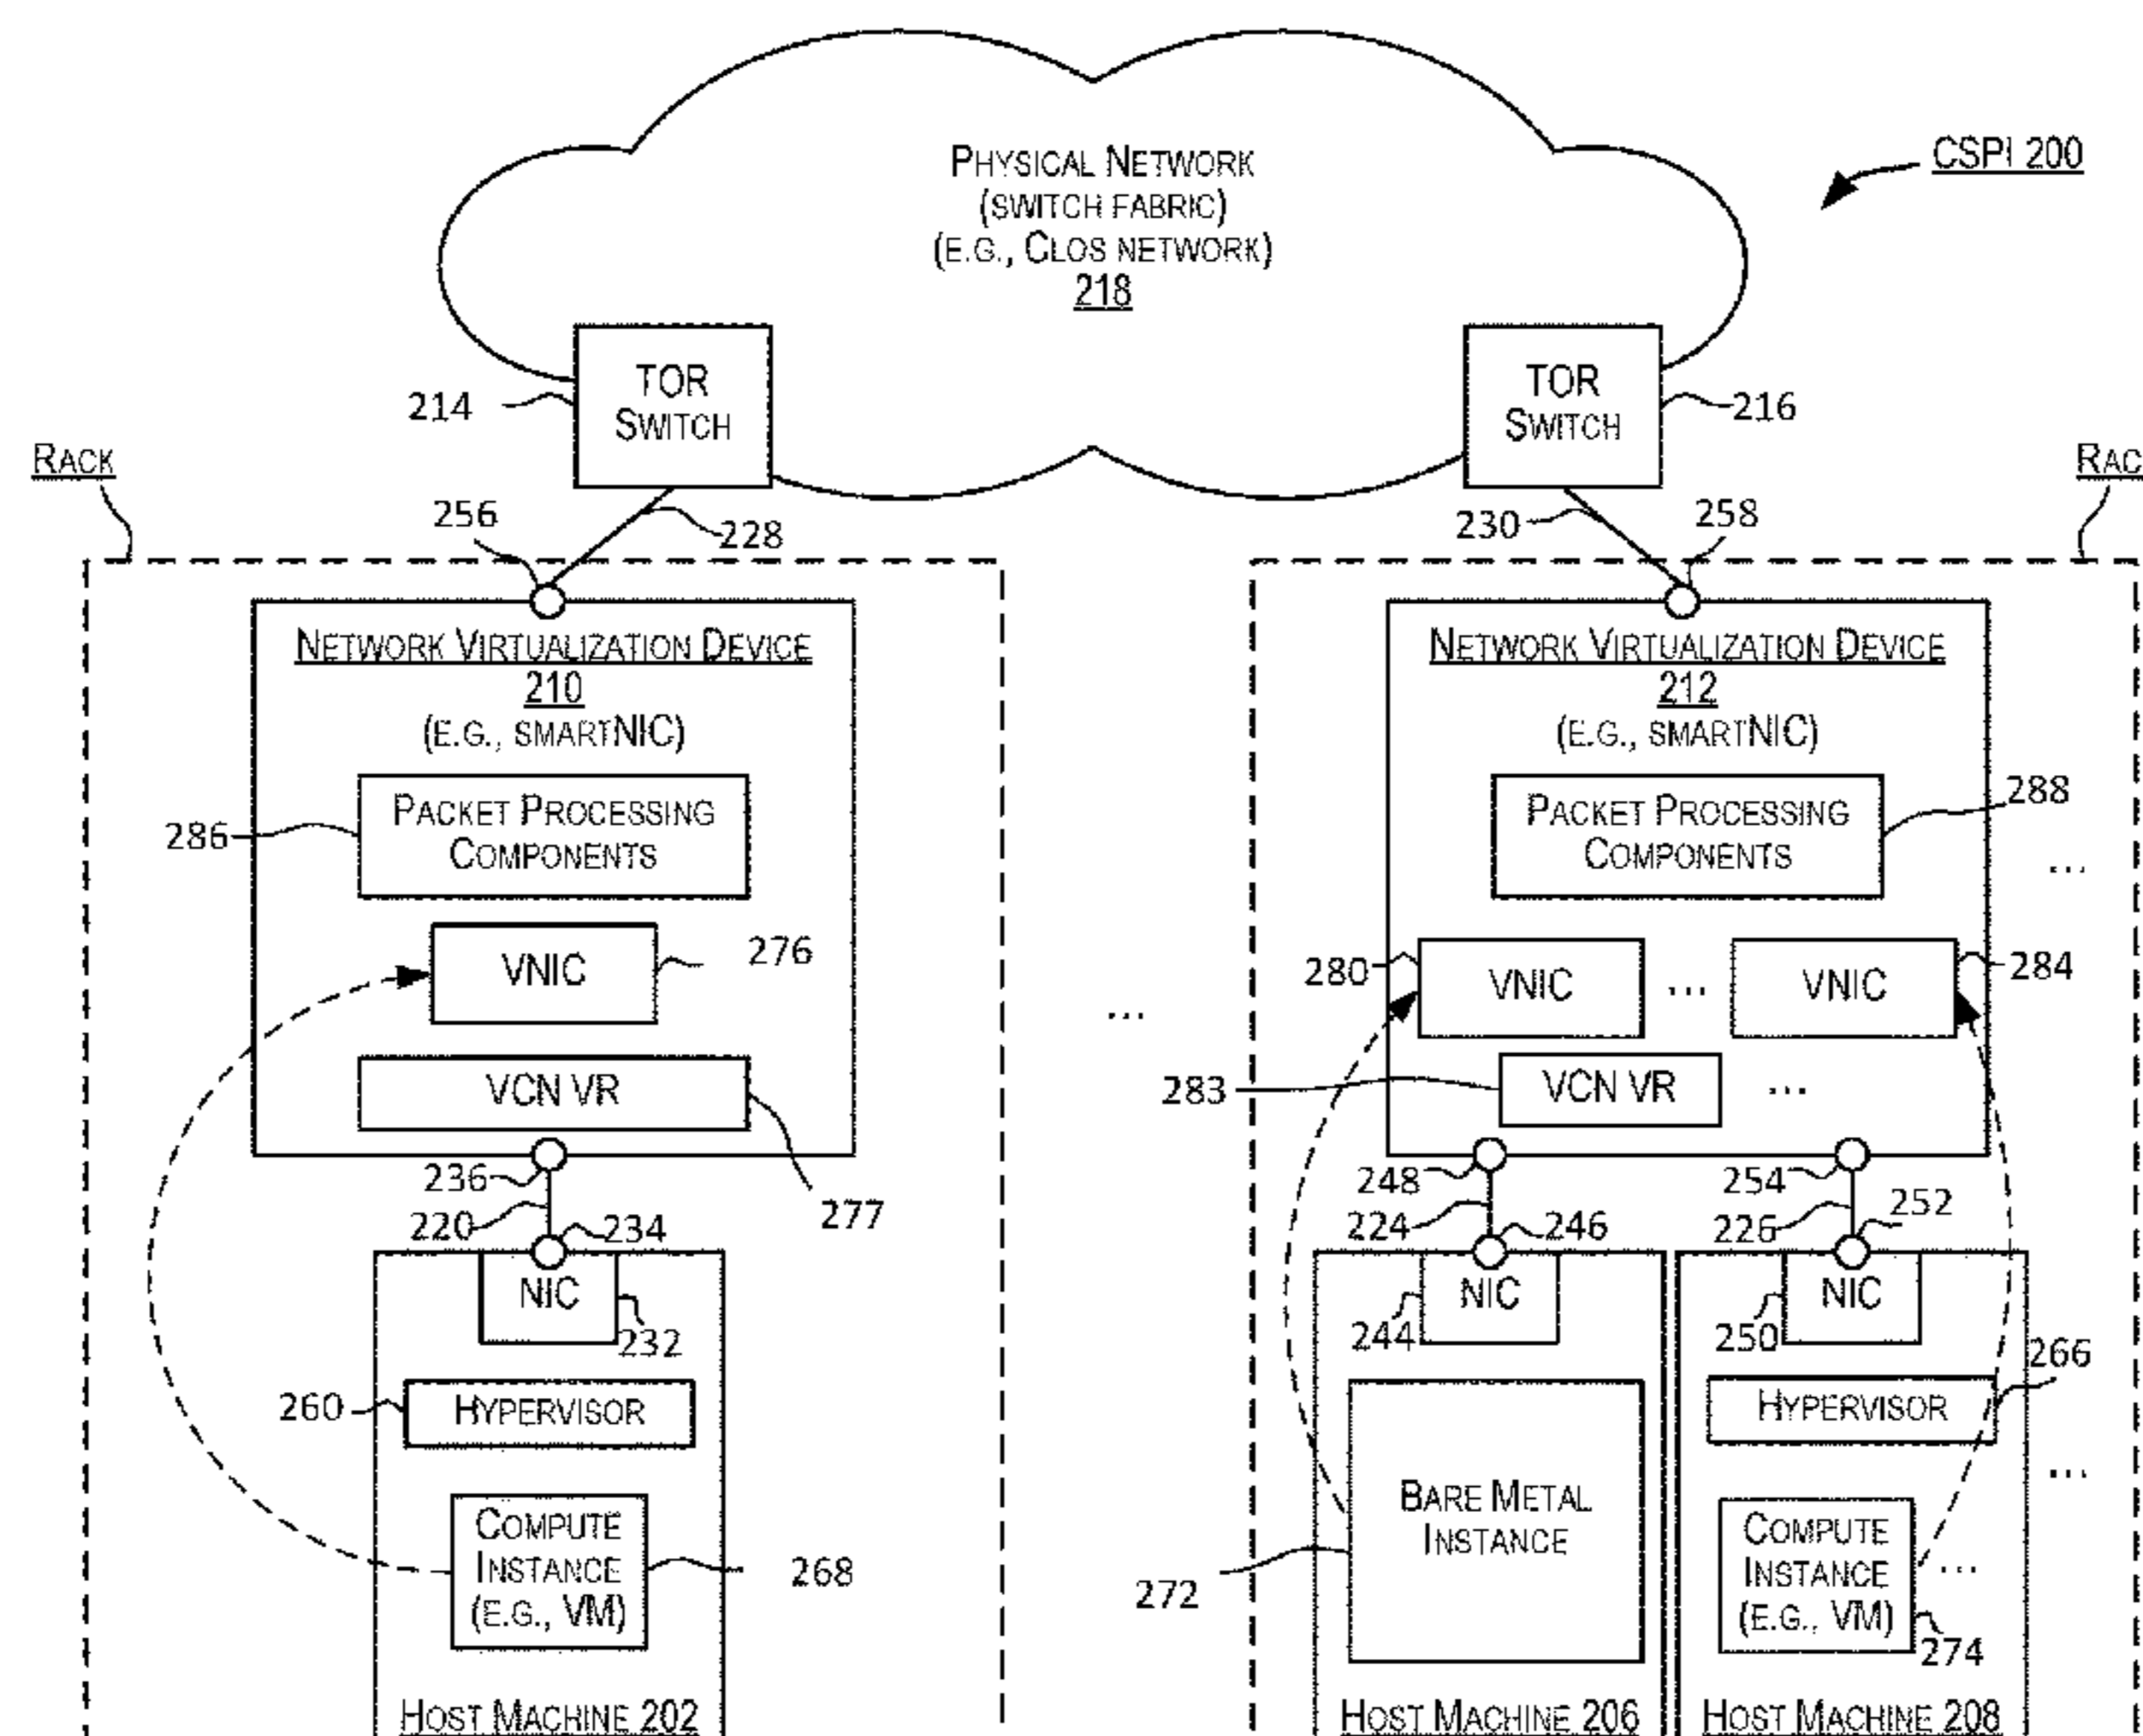 PHYSICAL NETWORK
(SWITCH FABRIC)
(E.G., CLOS NETWORK)
218
CSPI 200
TOR
SWITCH
214
TOR
SWITCH
216
RACK
RAC
256
228
230
258
NETWORK VIRTUALIZATION DEVICE
210
(E.G., SMARTNIC)
286
PACKET PROCESSING
COMPONENTS
VNIC
276
VCN VR
277
236
220
234
NIC
232
260
HYPERVISOR
COMPUTE
INSTANCE
(E.G., VM)
268
HOST MACHINE 202
...
NETWORK VIRTUALIZATION DEVICE
212
(E.G., SMARTNIC)
PACKET PROCESSING
COMPONENTS
288
...
280
VNIC
...
VNIC
284
283
VCN VR
...
248
224
246
254
226
252
NIC
244
BARE METAL
INSTANCE
272
HOST MACHINE 206
NIC
250
266
HYPERVISOR
...
COMPUTE
INSTANCE
(E.G., VM)
...
274
HOST MACHINE 208